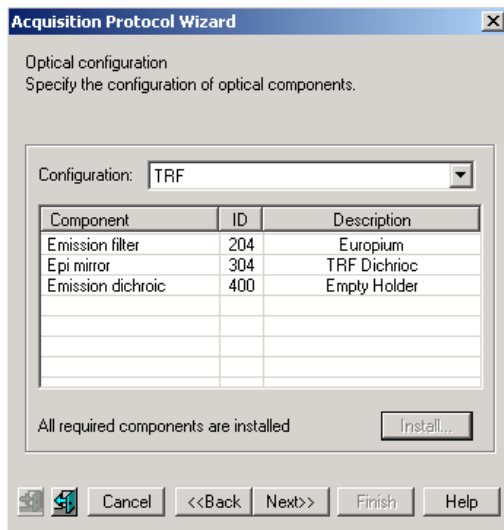 Acquisition Protocol Wizard
Optical configuration
Specify the configuration of optical components.
Configuration: TRF
Component ID Description
Emission filter 204 Europium
Epi mirror 304 TRF Dichrioc
Emission dichroic 400 Empty Holder
All required components are installed Install...
Cancel <<Back Next>> Finish Help